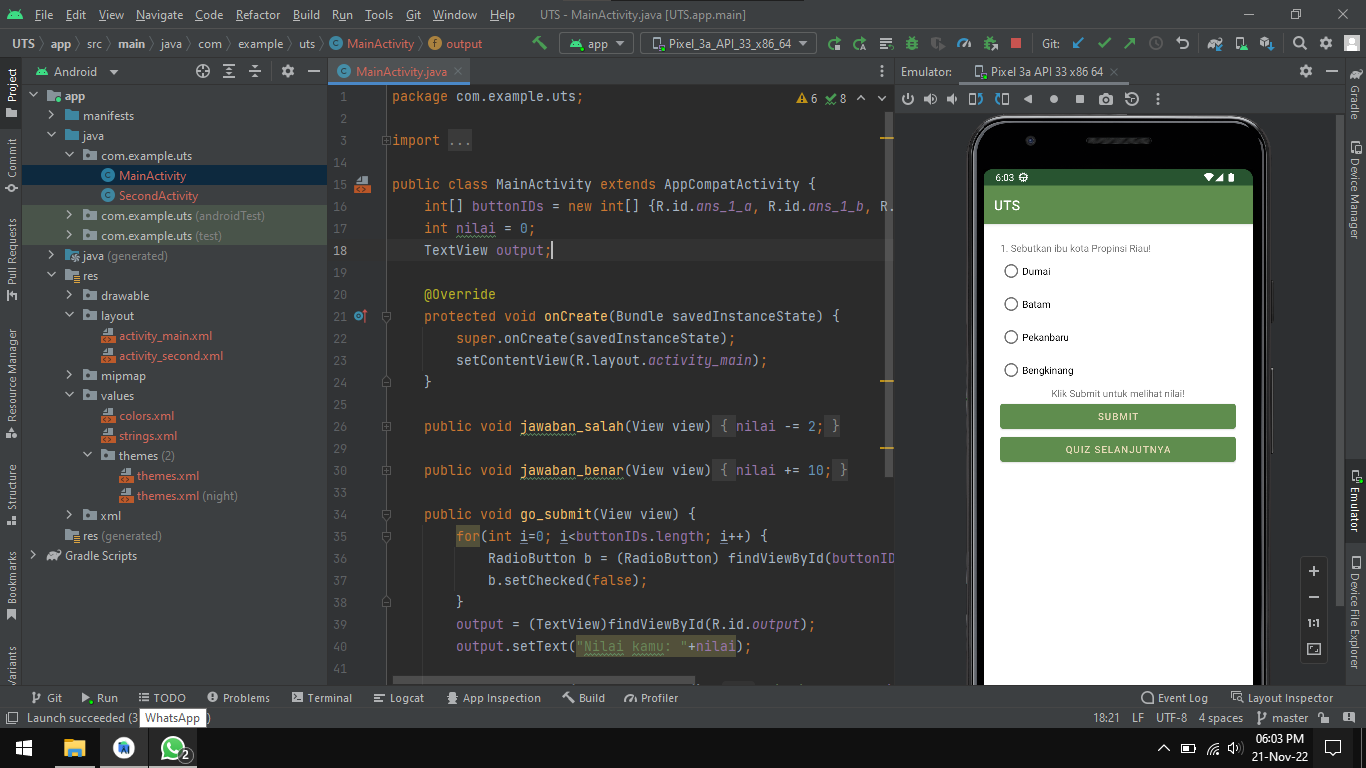 File Edit View Navigate Code Refactor Build Run Tools Git Window Help UTS - MainActivity.java [UTS.app.main]
UTS app src main java com example uts MainActivity output app Pixel_3a_API_33_x86_64 Git:
Project
Commit
Pull Requests
Resource Manager
Structure
Bookmarks
Variants
Android
app
manifests
java
com.example.uts
MainActivity
SecondActivity
com.example.uts (androidTest)
com.example.uts (test)
java (generated)
res
drawable
layout
activity_main.xml
activity_second.xml
mipmap
values
colors.xml
strings.xml
themes (2)
themes.xml
themes.xml (night)
xml
res (generated)
Gradle Scripts
MainActivity.java
6 8
1 package com.example.uts;
2
3 import ...
14
15 public class MainActivity extends AppCompatActivity {
16 int[] buttonIDs = new int[] {R.id.ans_1_a, R.id.ans_1_b, R.
17 int nilai = 0;
18 TextView output;
19
20 @Override
21 protected void onCreate(Bundle savedInstanceState) {
22 super.onCreate(savedInstanceState);
23 setContentView(R.layout.activity_main);
24 }
25
26 public void jawaban_salah(View view) { nilai -= 2; }
29
30 public void jawaban_benar(View view) { nilai += 10; }
33
34 public void go_submit(View view) {
35 for(int i=0; i<buttonIDs.length; i++) {
36 RadioButton b = (RadioButton) findViewById(buttonID
37 b.setChecked(false);
38 }
39 output = (TextView)findViewById(R.id.output);
40 output.setText("Nilai kamu: "+nilai);
41
Emulator: Pixel 3a API 33 x86 64
6:03
UTS
1. Sebutkan ibu kota Propinsi Riau!
Dumai
Batam
Pekanbaru
Bengkinang
Klik Submit untuk melihat nilai!
SUBMIT
QUIZ SELANJUTNYA
1:1
Gradle
Device Manager
Emulator
Device File Explorer
Git Run TODO Problems Terminal Logcat App Inspection Build Profiler Event Log Layout Inspector
Launch succeeded (3 WhatsApp ) 18:21 LF UTF-8 4 spaces master
2
06:03 PM
21-Nov-22